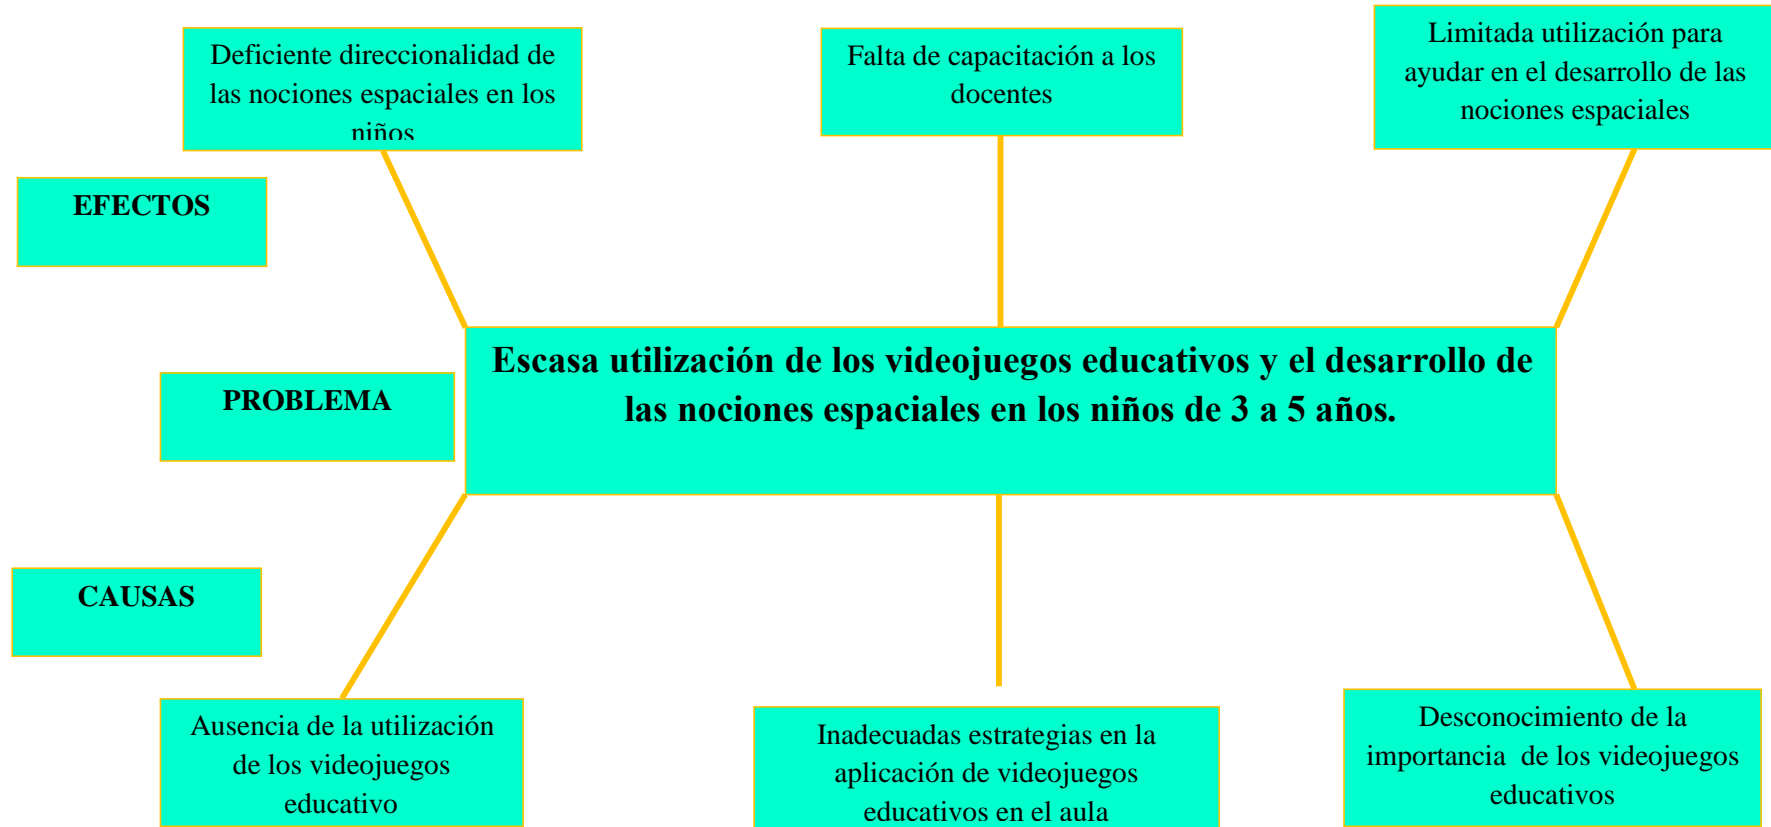 Deficiente direccionalidad de
las nociones espaciales en los
niños
Falta de capacitación a los
docentes
Limitada utilización para
ayudar en el desarrollo de las
nociones espaciales
EFECTOS
Escasa utilización de los videojuegos educativos y el desarrollo de
las nociones espaciales en los niños de 3 a 5 años.
PROBLEMA
CAUSAS
Ausencia de la utilización
de los videojuegos
educativo
Inadecuadas estrategias en la
aplicación de videojuegos
educativos en el aula
Desconocimiento de la
importancia  de los videojuegos
educativos